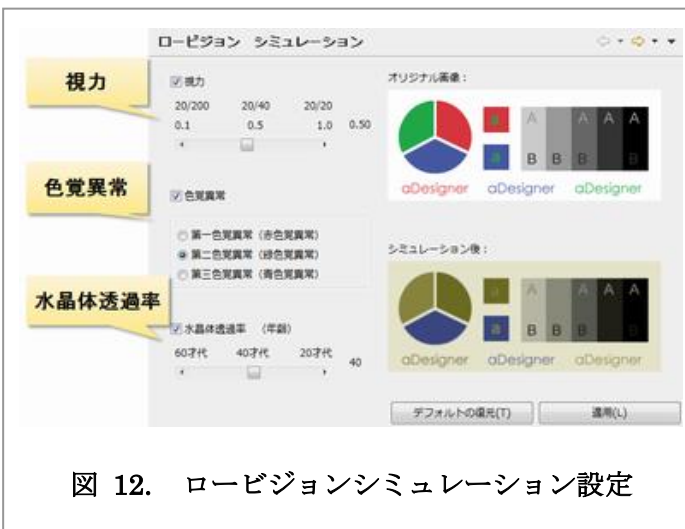 ロービジョン シミュレーション
視力
視力
20/200 20/40 20/20
0.1 0.5 1.0 0.50
色覚異常
色覚異常
第一色覚異常（赤色覚異常）
第二色覚異常（緑色覚異常）
第三色覚異常（青色覚異常）
水晶体透過率
水晶体透過率 （年齢）
60才代 40才代 20才代 40
オリジナル画像：
a A A A A
a B B B B
aDesigner aDesigner aDesigner
シミュレーション後：
a A A A A
a B B B B
aDesigner aDesigner aDesigner
デフォルトの復元(T) 適用(L)
図 12. ロービジョンシミュレーション設定